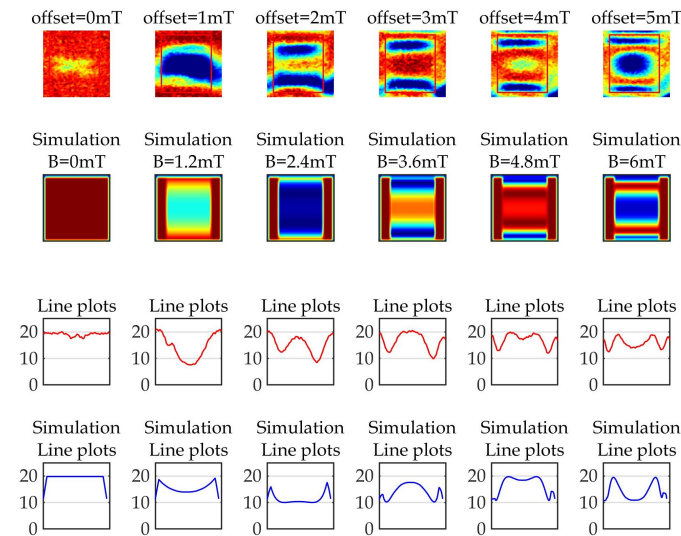 offset=0mT offset=1mT offset=2mT offset=3mT offset=4mT offset=5mT
Simulation Simulation Simulation Simulation Simulation Simulation
B=0mT B=1.2mT B=2.4mT B=3.6mT B=4.8mT B=6mT
Line plots Line plots Line plots Line plots Line plots Line plots
20 20 20 20 20 20
10 10 10 10 10 10
0 0 0 0 0 0
Simulation Simulation Simulation Simulation Simulation Simulation
Line plots Line plots Line plots Line plots Line plots Line plots
20 20 20 20 20 20
10 10 10 10 10 10
0 0 0 0 0 0